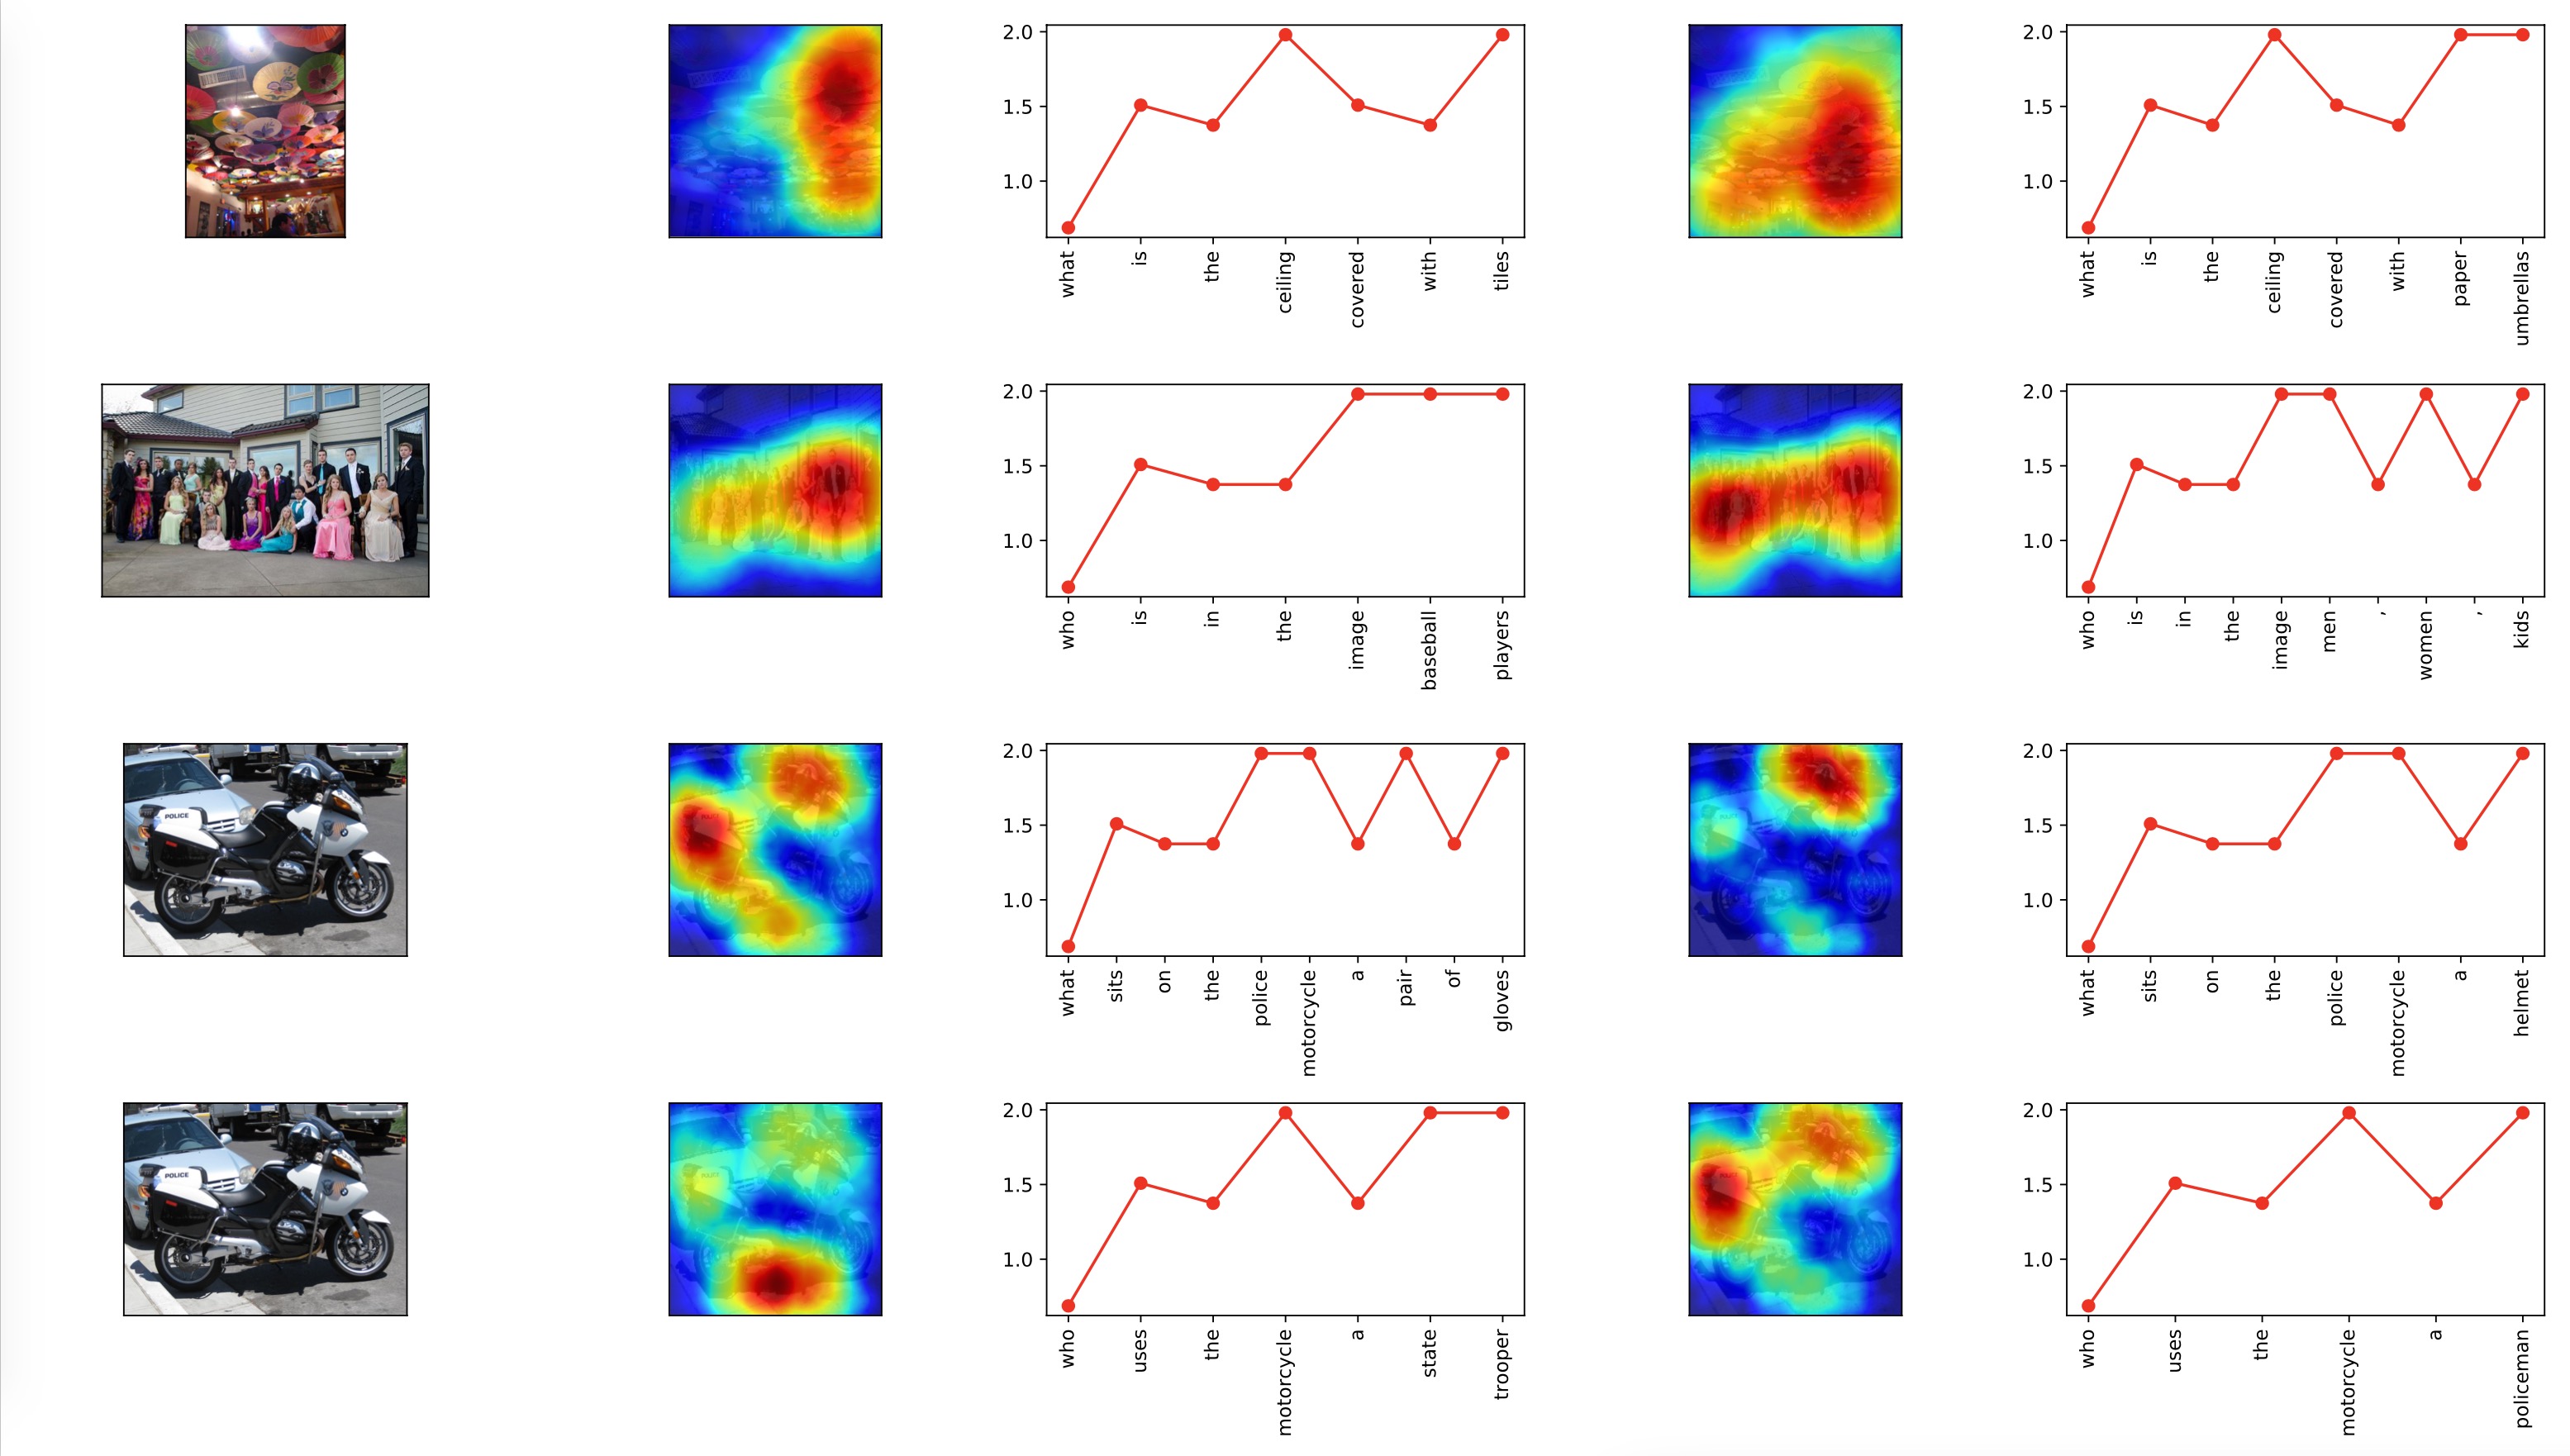 2.0
1.5
1.0
what is the ceiling covered with tiles
2.0
1.5
1.0
what is the ceiling covered with paper umbrellas
2.0
1.5
1.0
who is in the image baseball players
2.0
1.5
1.0
who is in the image men , women , kids
POLICE
2.0
1.5
1.0
what sits on the police motorcycle a pair of gloves
2.0
1.5
1.0
what sits on the police motorcycle a helmet
POLICE
2.0
1.5
1.0
who uses the motorcycle a state trooper
2.0
1.5
1.0
who uses the motorcycle a policeman